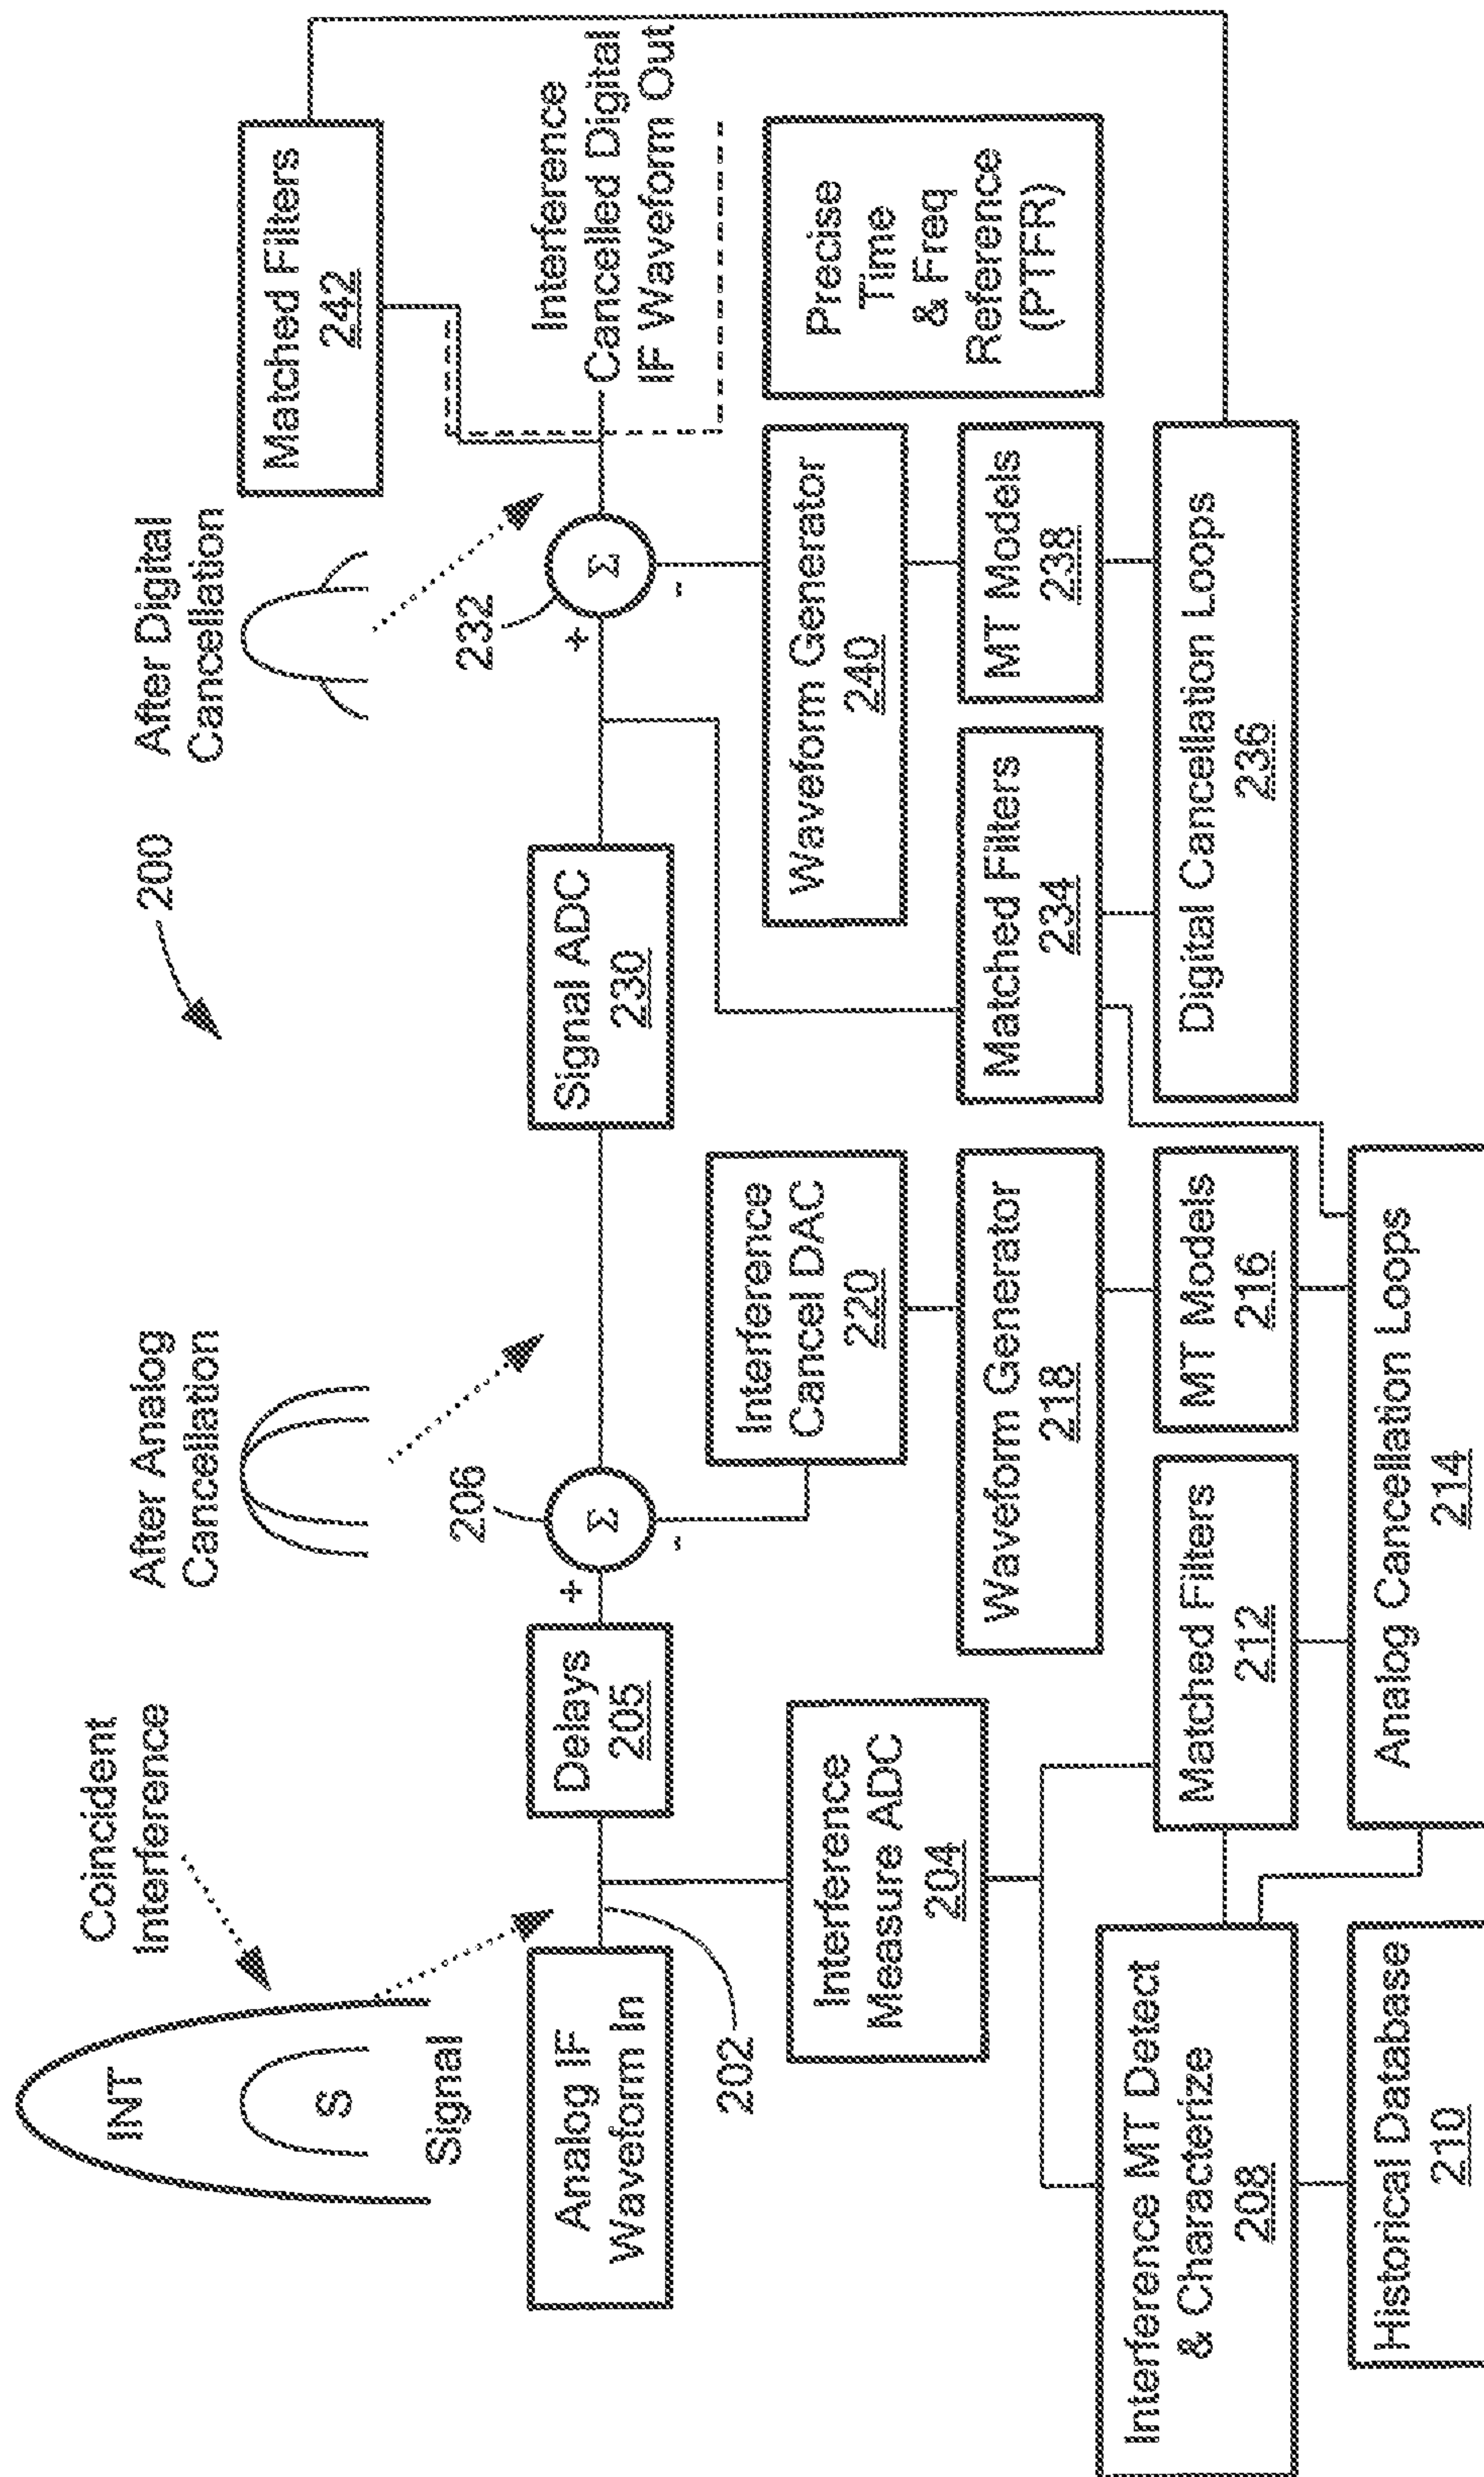 Coincident
Interference
INT
S
Signal
After Analog
Cancellation
200
After Digital
Cancellation
Analog IF
Waveform In
202
Delays
205
+
206
Σ
-
Signal ADC
230
+
232
Σ
-
Matched Filters
242
Interference
Cancelled Digital
IF Waveform Out
Interference
Measure ADC
204
Interference
Cancel DAC
220
Waveform Generator
218
Waveform Generator
240
Precise
Time
& Freq
Reference
(PTFR)
Matched Filters
234
MT Models
238
Interference MT Detect
& Characterize
208
Matched Filters
212
MT Models
216
Digital Cancellation Loops
236
Historical Database
210
Analog Cancellation Loops
214